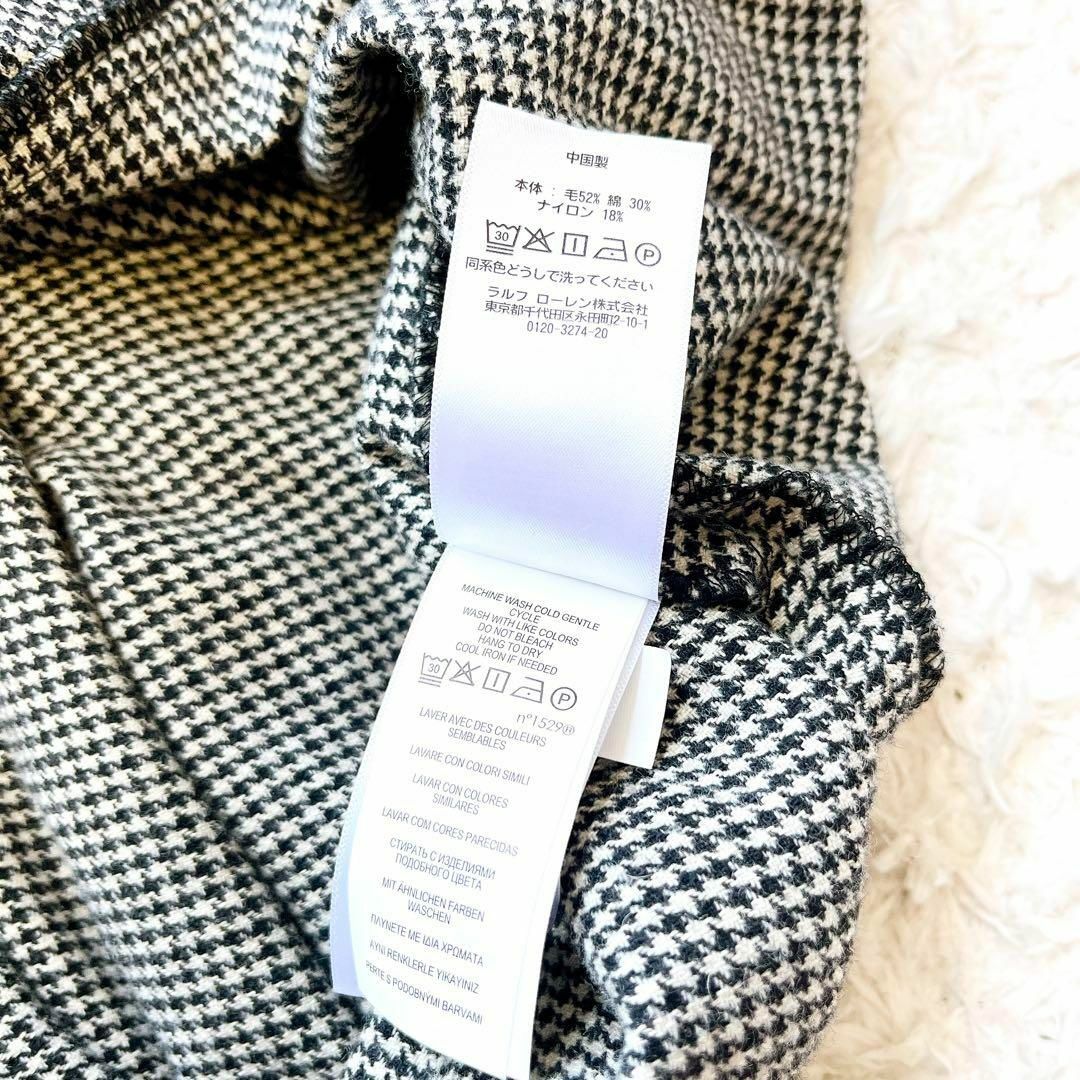 中国製
本体 : 毛52% 綿 30%
ナイロン 18%
30 P
同系色どうしで洗ってください
ラルフ ローレン株式会社
東京都千代田区永田町2-10-1
0120-3274-20
MACHINE WASH COLD GENTLE
CYCLE
WASH WITH LIKE COLORS
DO NOT BLEACH
HANG TO DRY
COOL IRON IF NEEDED
30 P
n°1529®
LAVER AVEC DES COULEURS
SEMBLABLES
LAVARE CON COLORI SIMILI
LAVAR CON COLORES
SIMILARES
LAVAR COM CORES PARECIDAS
СТИРАТЬ С ИЗДЕЛИЯМИ
ПОДОБНОГО ЦВЕТА
MIT ÄHNLICHEN FARBEN
WASCHEN
ΠΛΥΝΕΤΕ ΜΕ ΙΔΙΑ ΧΡΩΜΑΤΑ
AYNI RENKLERLE YIKAYINIZ
PERTE S PODOBNÝMI BARVAMI